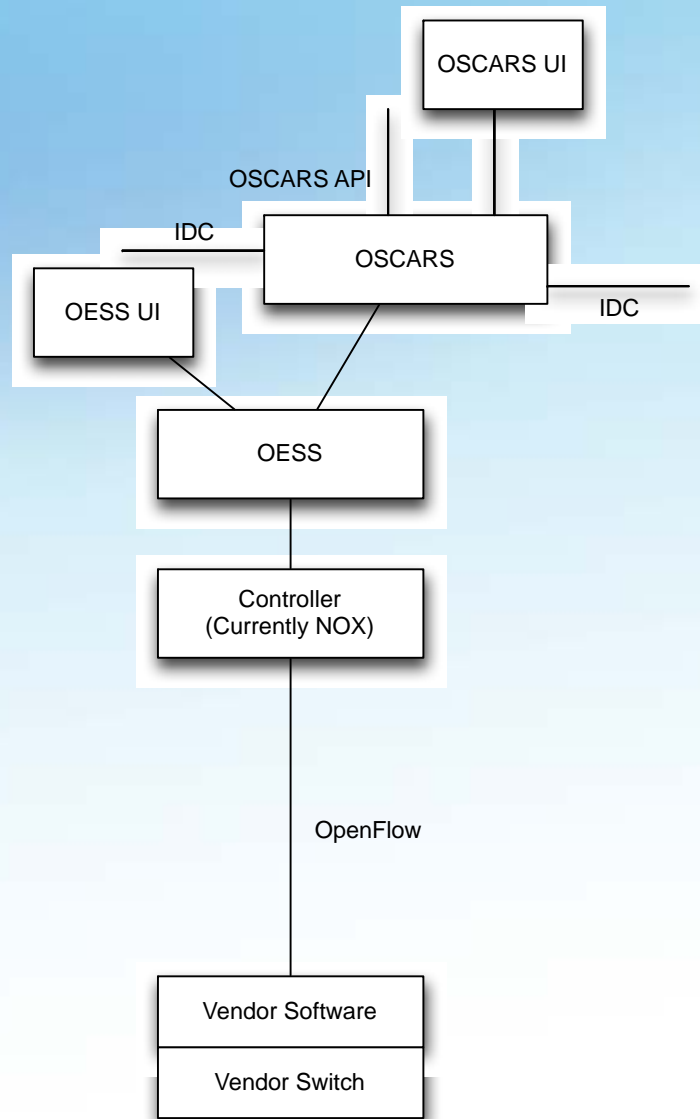 OSCARS UI
OSCARS API
IDC
OSCARS
OESS UI
IDC
OESS
Controller
(Currently NOX)
OpenFlow
Vendor Software
Vendor Switch